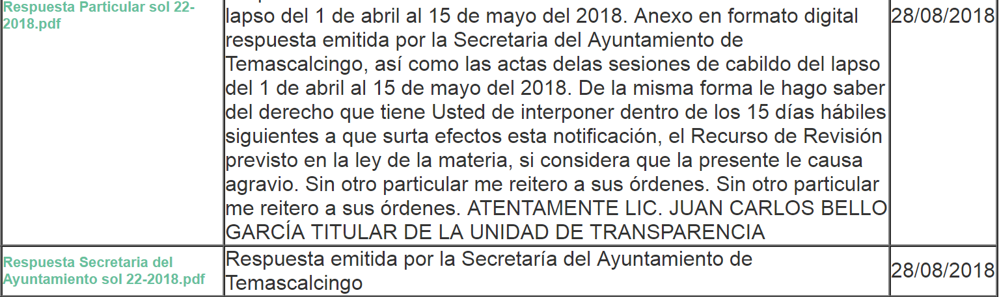 Respuesta Particular sol 22-
2018.pdf
lapso del 1 de abril al 15 de mayo del 2018. Anexo en formato digital
respuesta emitida por la Secretaria del Ayuntamiento de
Temascalcingo, así como las actas delas sesiones de cabildo del lapso
del 1 de abril al 15 de mayo del 2018. De la misma forma le hago saber
del derecho que tiene Usted de interponer dentro de los 15 días hábiles
siguientes a que surta efectos esta notificación, el Recurso de Revisión
previsto en la ley de la materia, si considera que la presente le causa
agravio. Sin otro particular me reitero a sus órdenes. Sin otro particular
me reitero a sus órdenes. ATENTAMENTE LIC. JUAN CARLOS BELLO
GARCÍA TITULAR DE LA UNIDAD DE TRANSPARENCIA
28/08/2018
Respuesta Secretaria del
Ayuntamiento sol 22-2018.pdf
Respuesta emitida por la Secretaría del Ayuntamiento de
Temascalcingo
28/08/2018